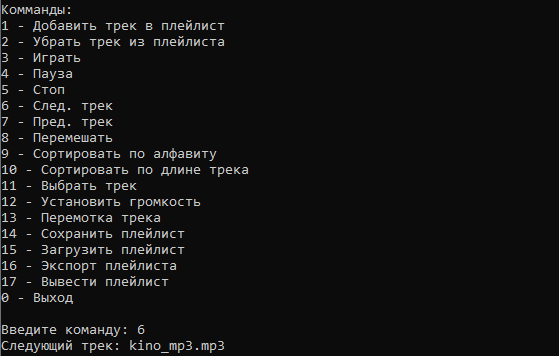 Комманды:
1 - Добавить трек в плейлист
2 - Убрать трек из плейлиста
3 - Играть
4 - Пауза
5 - Стоп
6 - След. трек
7 - Пред. трек
8 - Перемешать
9 - Сортировать по алфавиту
10 - Сортировать по длине трека
11 - Выбрать трек
12 - Установить громкость
13 - Перемотка трека
14 - Сохранить плейлист
15 - Загрузить плейлист
16 - Экспорт плейлиста
17 - Вывести плейлист
0 - Выход
Введите команду: 6
Следующий трек: kino_mp3.mp3